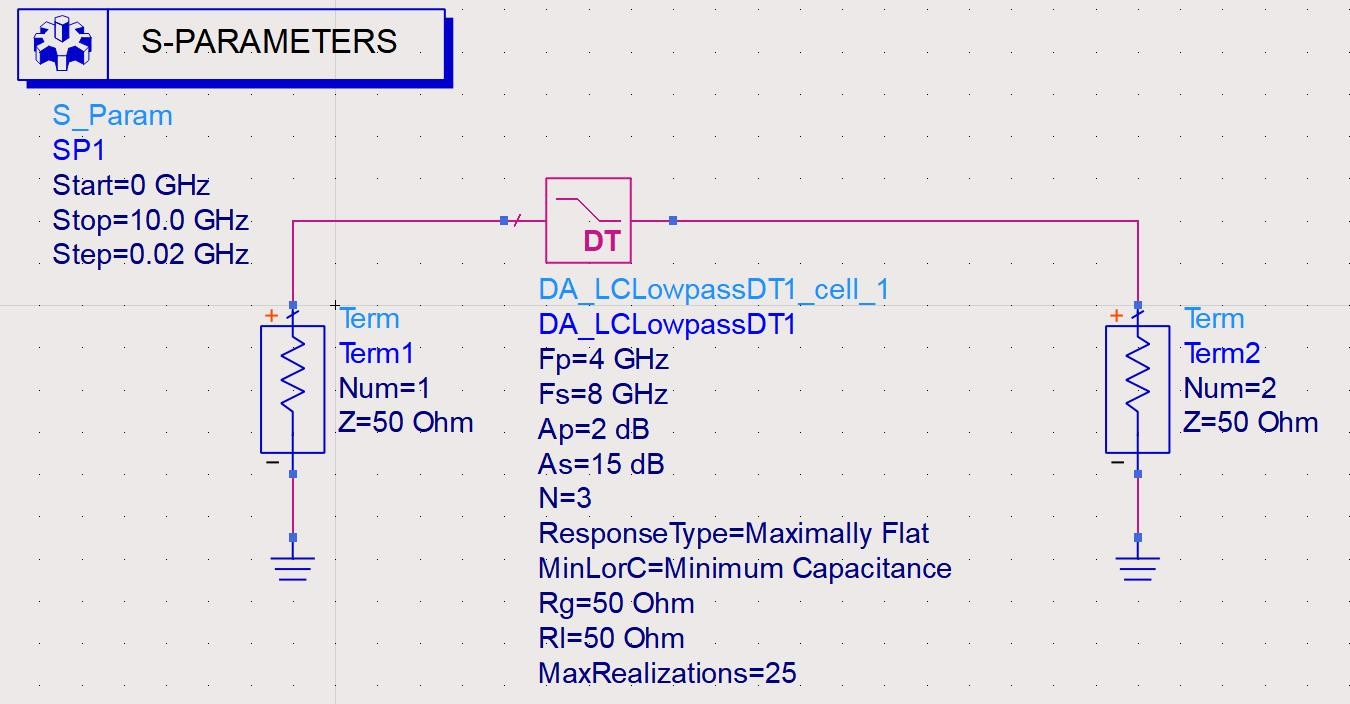 S-PARAMETERS
S_Param
SP1
Start=0 GHz
Stop=10.0 GHz
Step=0.02 GHz
DT
+
Term
Term1
Num=1
Z=50 Ohm
−
DA_LCLowpassDT1_cell_1
DA_LCLowpassDT1
Fp=4 GHz
Fs=8 GHz
Ap=2 dB
As=15 dB
N=3
ResponseType=Maximally Flat
MinLorC=Minimum Capacitance
Rg=50 Ohm
Rl=50 Ohm
MaxRealizations=25
+
Term
Term2
Num=2
Z=50 Ohm
−